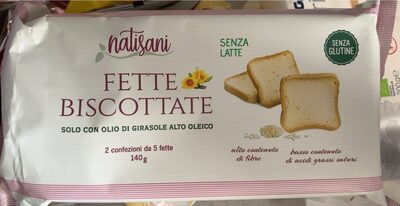 natisani
SENZA
LATTE
SENZA
GLUTINE
FETTE
BISCOTTATE
SOLO CON OLIO DI GIRASOLE ALTO OLEICO
2 confezioni da 5 fette
140g
alto contenuto
di fibre
basso contenuto
di acidi grassi saturi